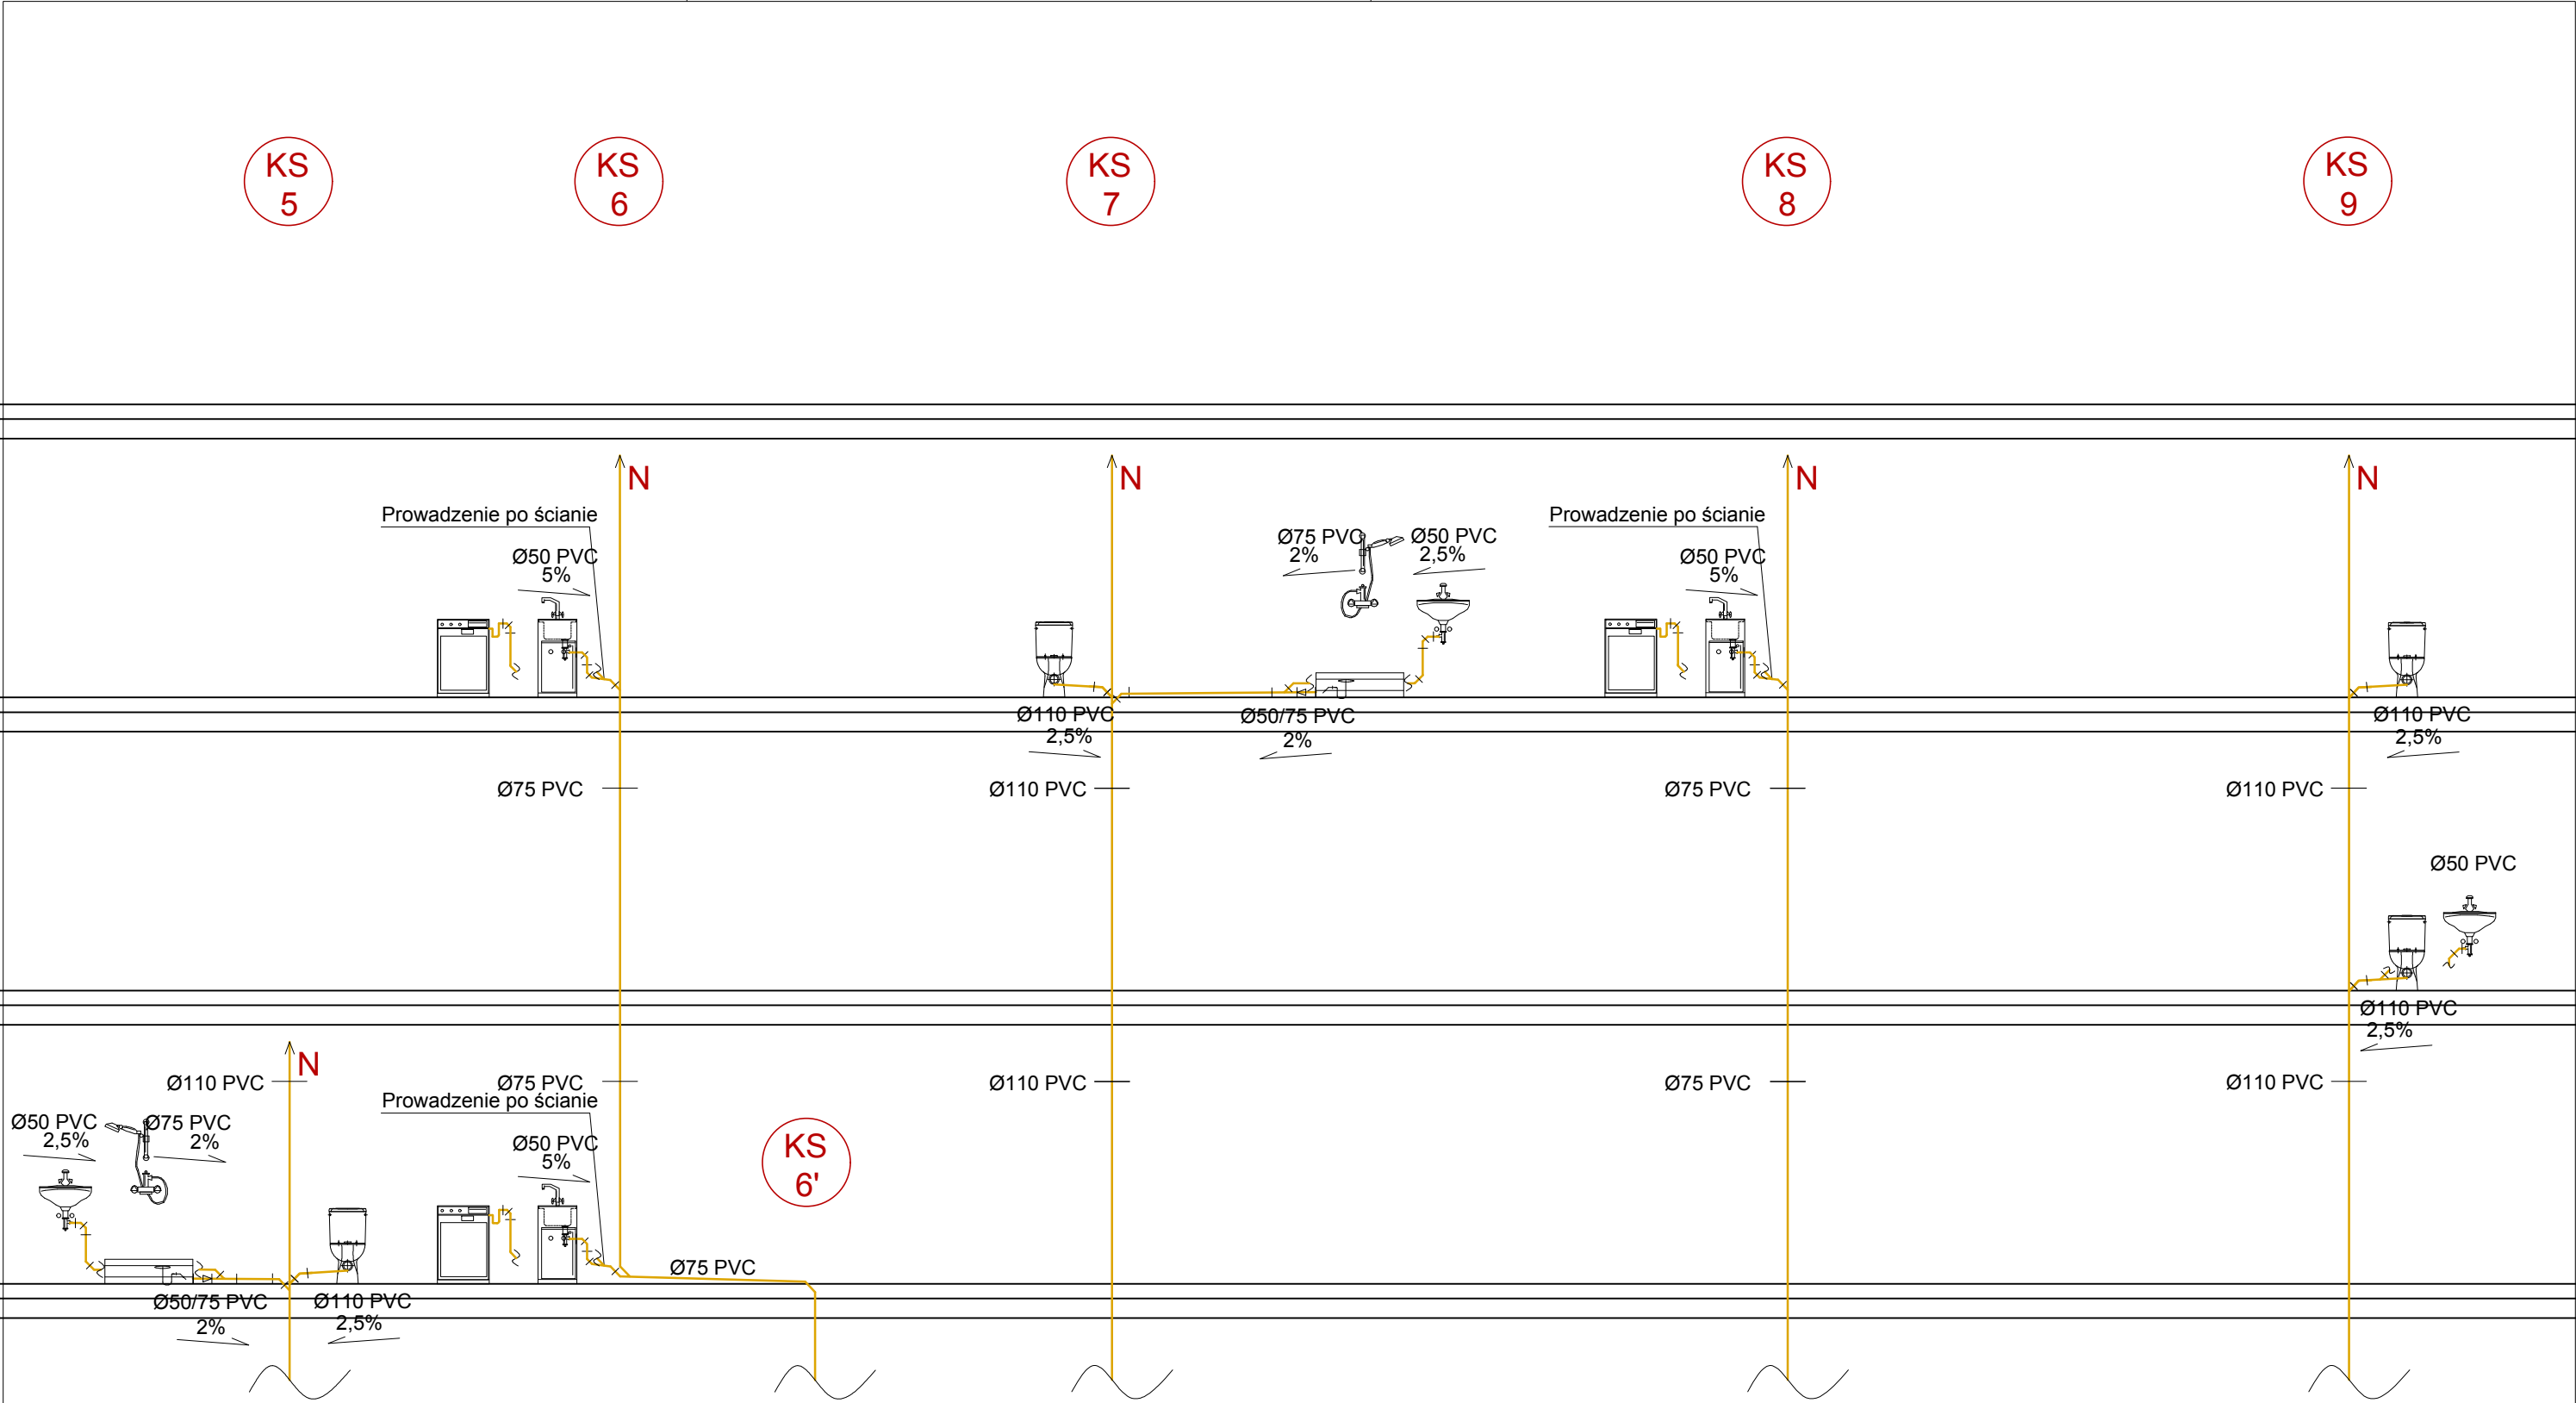 KS
5
KS
6
KS
7
KS
8
KS
9
N
N
N
N
Prowadzenie po ścianie
Ø50 PVC
5%
Ø75 PVC
2%
Ø50 PVC
2,5%
Prowadzenie po ścianie
Ø50 PVC
5%
Ø110 PVC
2,5%
Ø50/75 PVC
2%
Ø110 PVC
2,5%
Ø75 PVC
Ø110 PVC
Ø75 PVC
Ø110 PVC
Ø50 PVC
Ø110 PVC
2,5%
N
Ø110 PVC
Ø75 PVC
Ø110 PVC
Ø75 PVC
Ø110 PVC
Prowadzenie po ścianie
Ø50 PVC
2,5%
Ø75 PVC
2%
Ø50 PVC
5%
KS
6'
Ø75 PVC
Ø50/75 PVC
2%
Ø110 PVC
2,5%